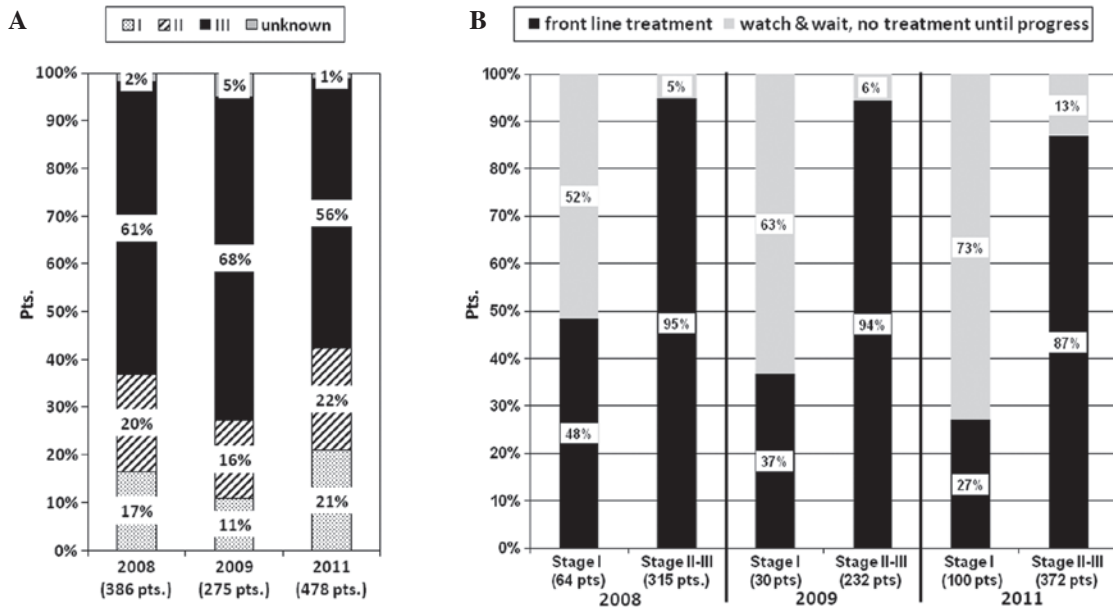 A
I II III unknown
100%
90%
80%
70%
60%
50%
40%
30%
20%
10%
0%
Pts.
2% 5% 1%
61% 68% 56%
20% 16% 22%
17% 11% 21%
2008 2009 2011
(386 pts.) (275 pts.) (478 pts.)
B
front line treatment watch & wait, no treatment until progress
100%
90%
80%
70%
60%
50%
40%
30%
20%
10%
0%
Pts.
52% 5% 63% 6% 73% 13%
48% 95% 37% 94% 27% 87%
Stage I Stage II-III Stage I Stage II-III Stage I Stage II-III
(64 pts) (315 pts.) (30 pts) (232 pts) (100 pts) (372 pts)
2008 2009 2011